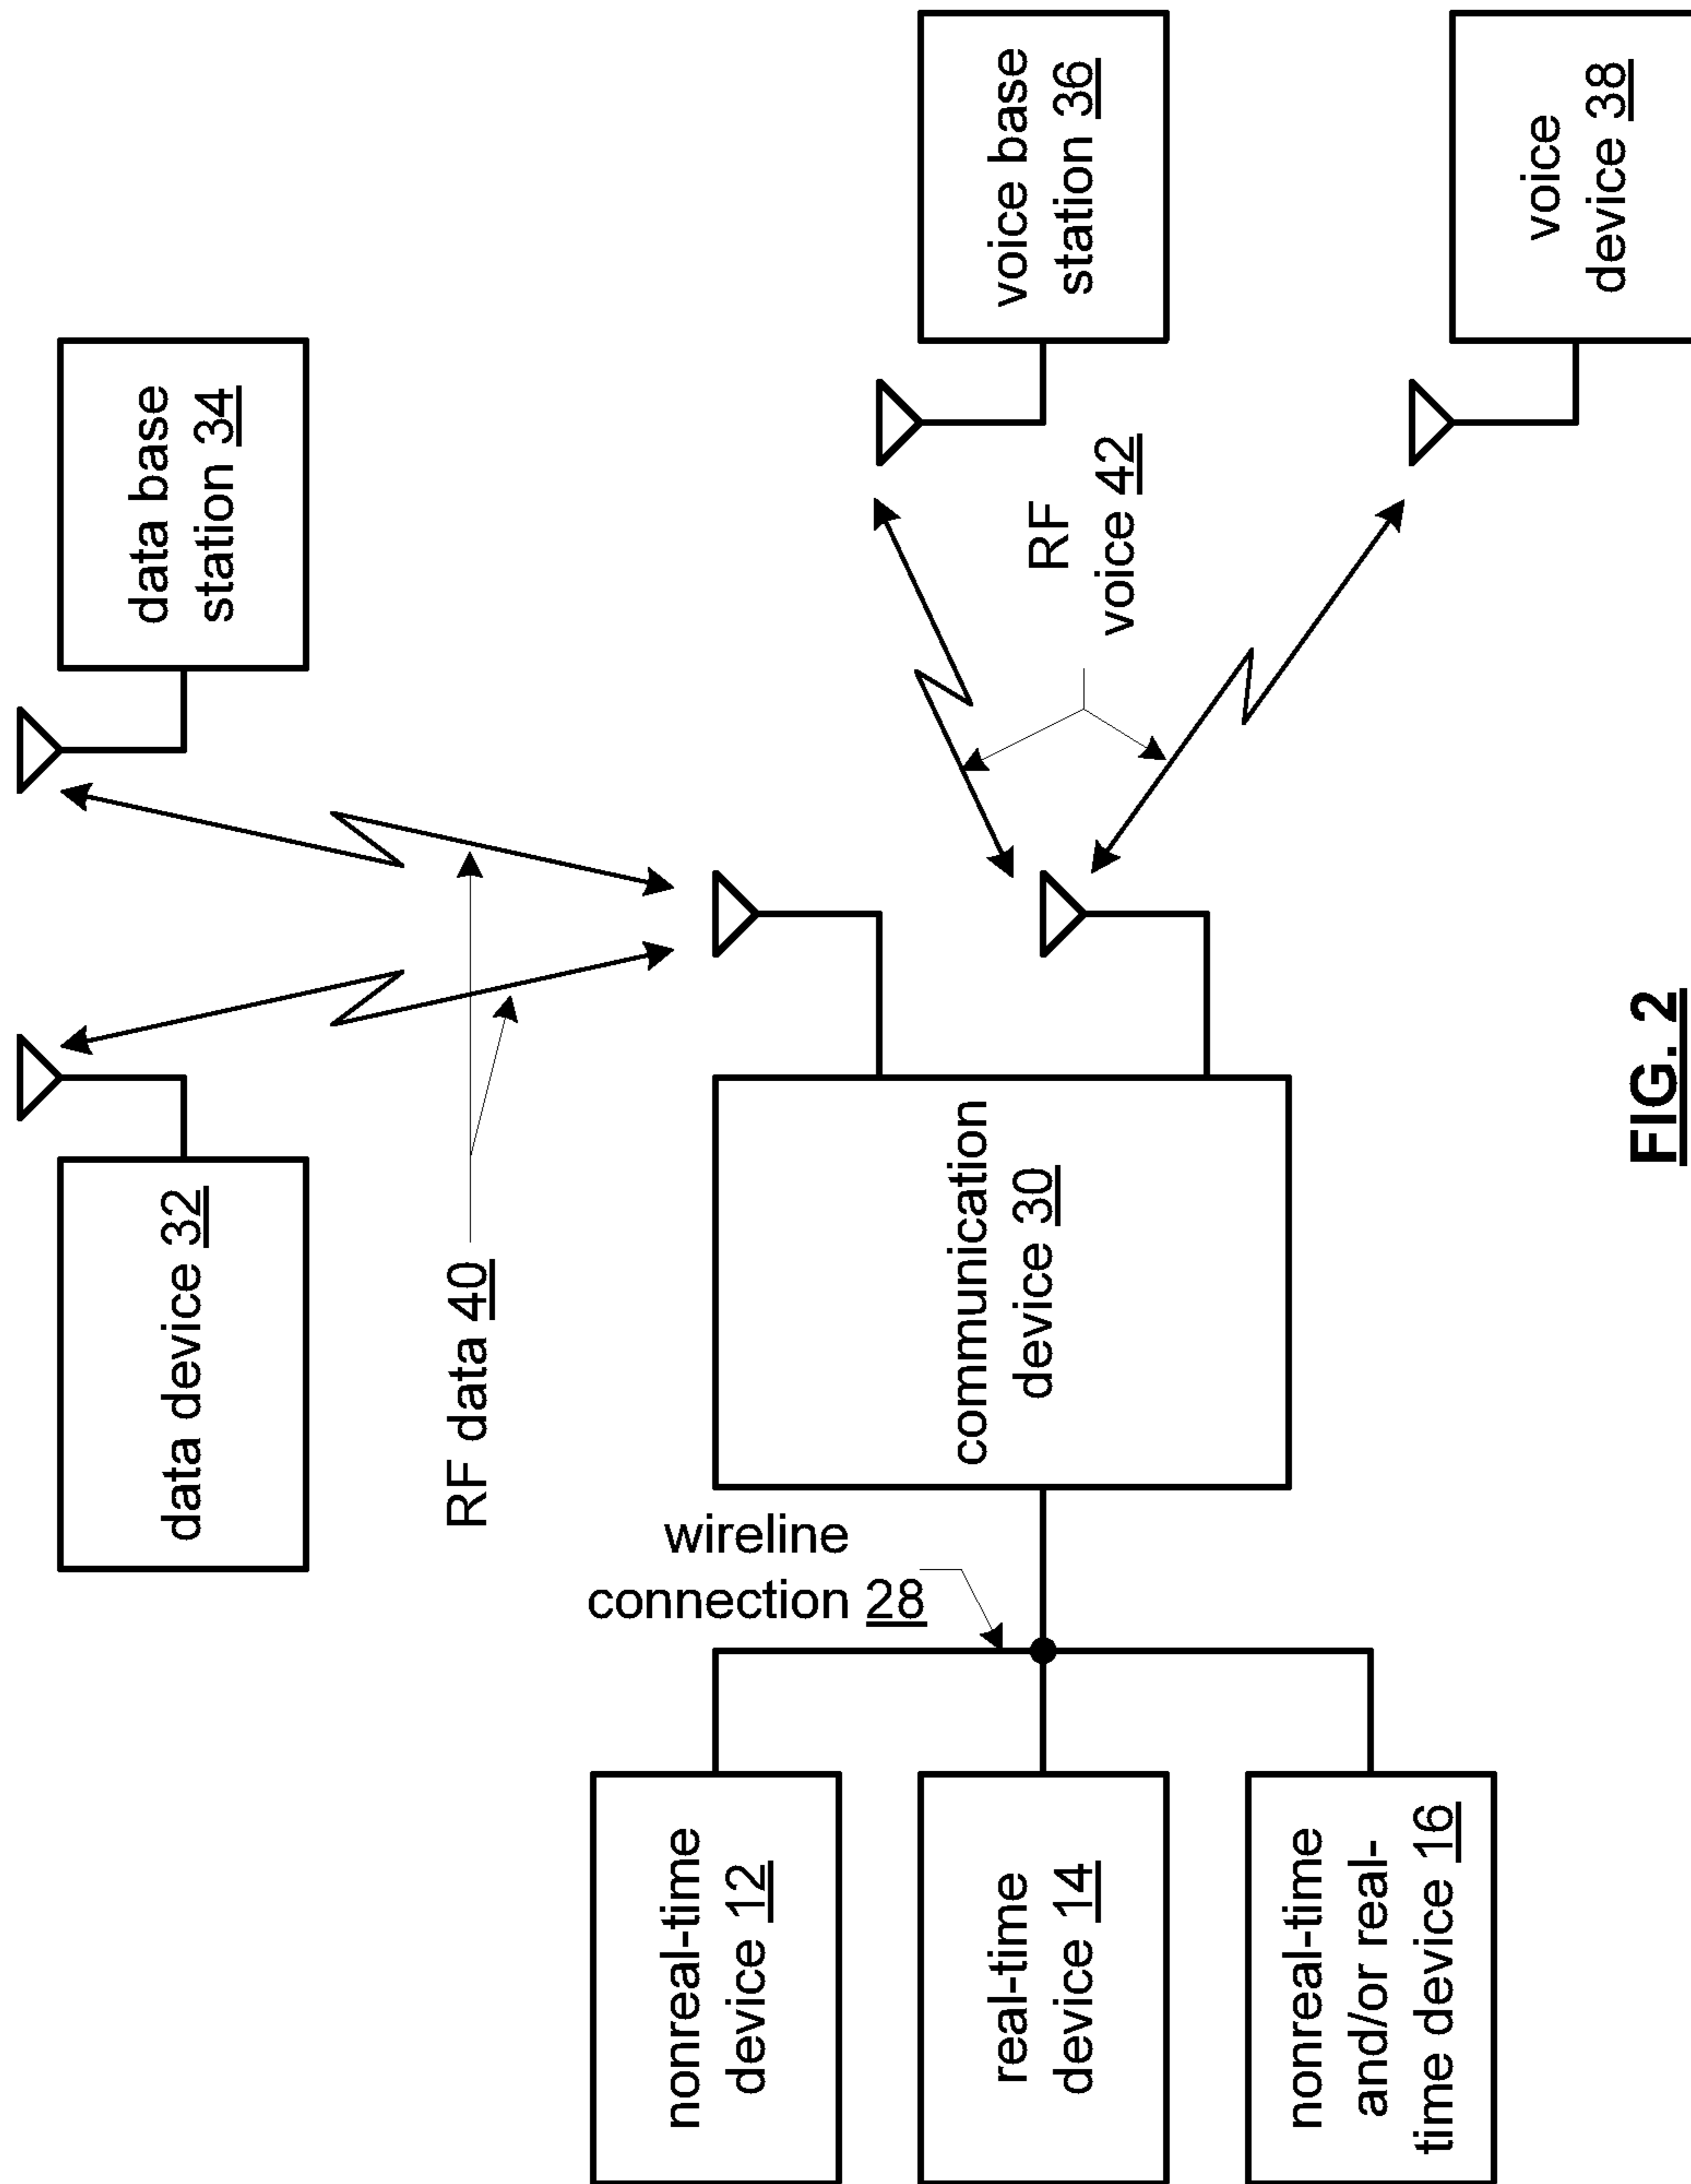 data device 32
data base
station 34
RF data 40
wireline
connection 28
nonreal-time
device 12
real-time
device 14
nonreal-time
and/or real-
time device 16
communication
device 30
RF
voice 42
voice base
station 36
voice
device 38
FIG. 2